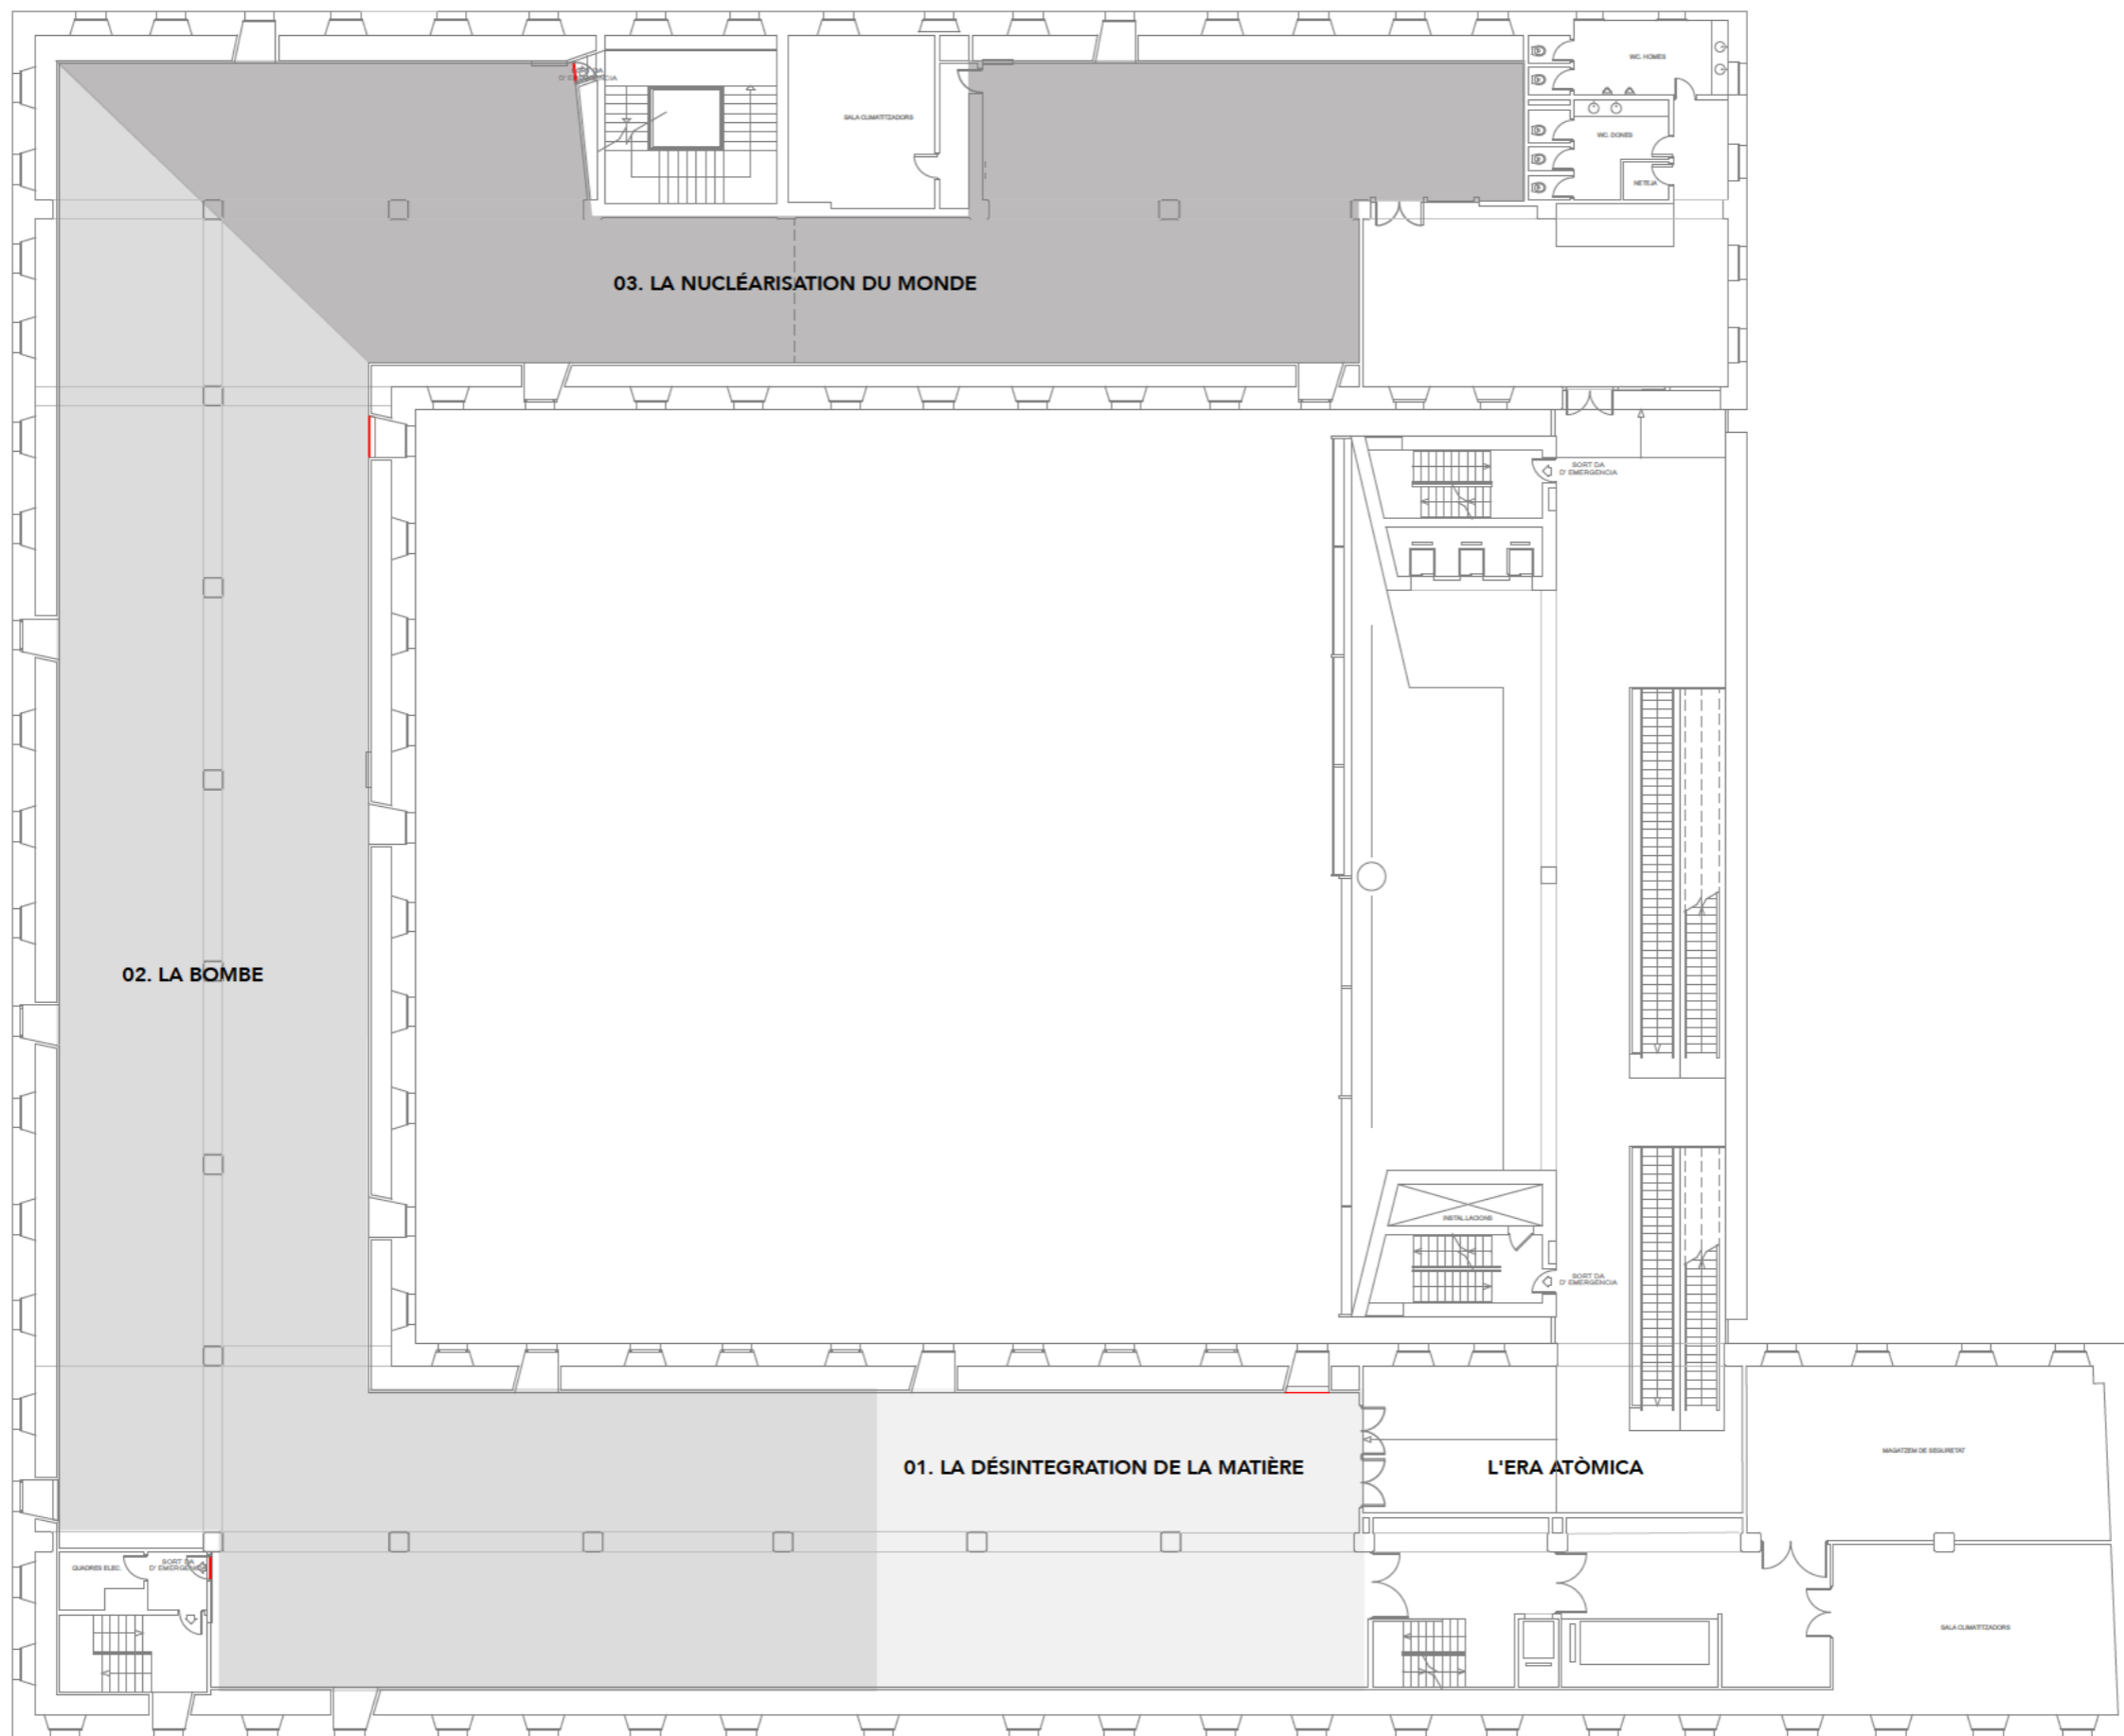 WC. HOMES
D' EMERGÈNCIA
SALA CLIMATITZADORS
WC. DONES
NETEJA
03. LA NUCLÉARISATION DU MONDE
SORT DA
D' EMERGÈNCIA
02. LA BOMBE
INSTAL.LACIONS
SORT DA
D' EMERGÈNCIA
01. LA DÉSINTEGRATION DE LA MATIÈRE
L'ERA ATÒMICA
MAGATZEM DE SEGURETAT
QUADRES ELEC.
SORT DA
D' EMERGÈNCIA
SALA CLIMATITZADORS